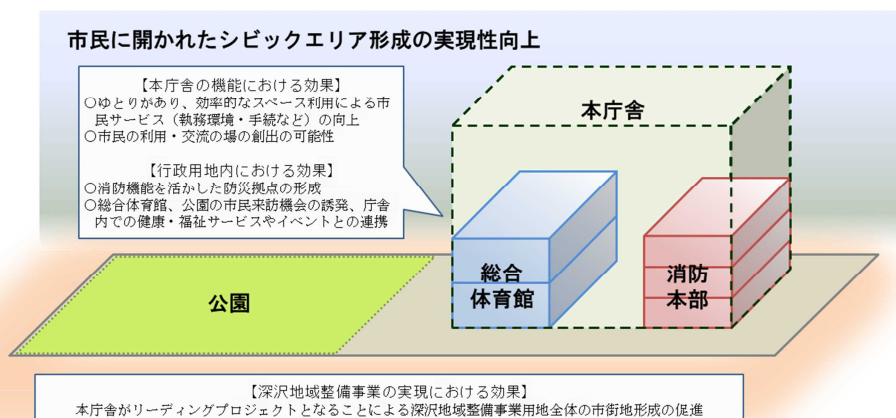 市民に開かれたシビックエリア形成の実現性向上
【本庁舎の機能における効果】
○ゆとりがあり、効率的なスペース利用による市
民サービス（執務環境・手続など）の向上
○市民の利用・交流の場の創出の可能性
【行政用地内における効果】
○消防機能を活かした防災拠点の形成
○総合体育館、公園の市民来訪機会の誘発、庁舎
内での健康・福祉サービスやイベントとの連携
本庁舎
総合
体育館
消防
本部
公園
【深沢地域整備事業の実現における効果】
本庁舎がリーディングプロジェクトとなることによる深沢地域整備事業用地全体の市街地形成の促進